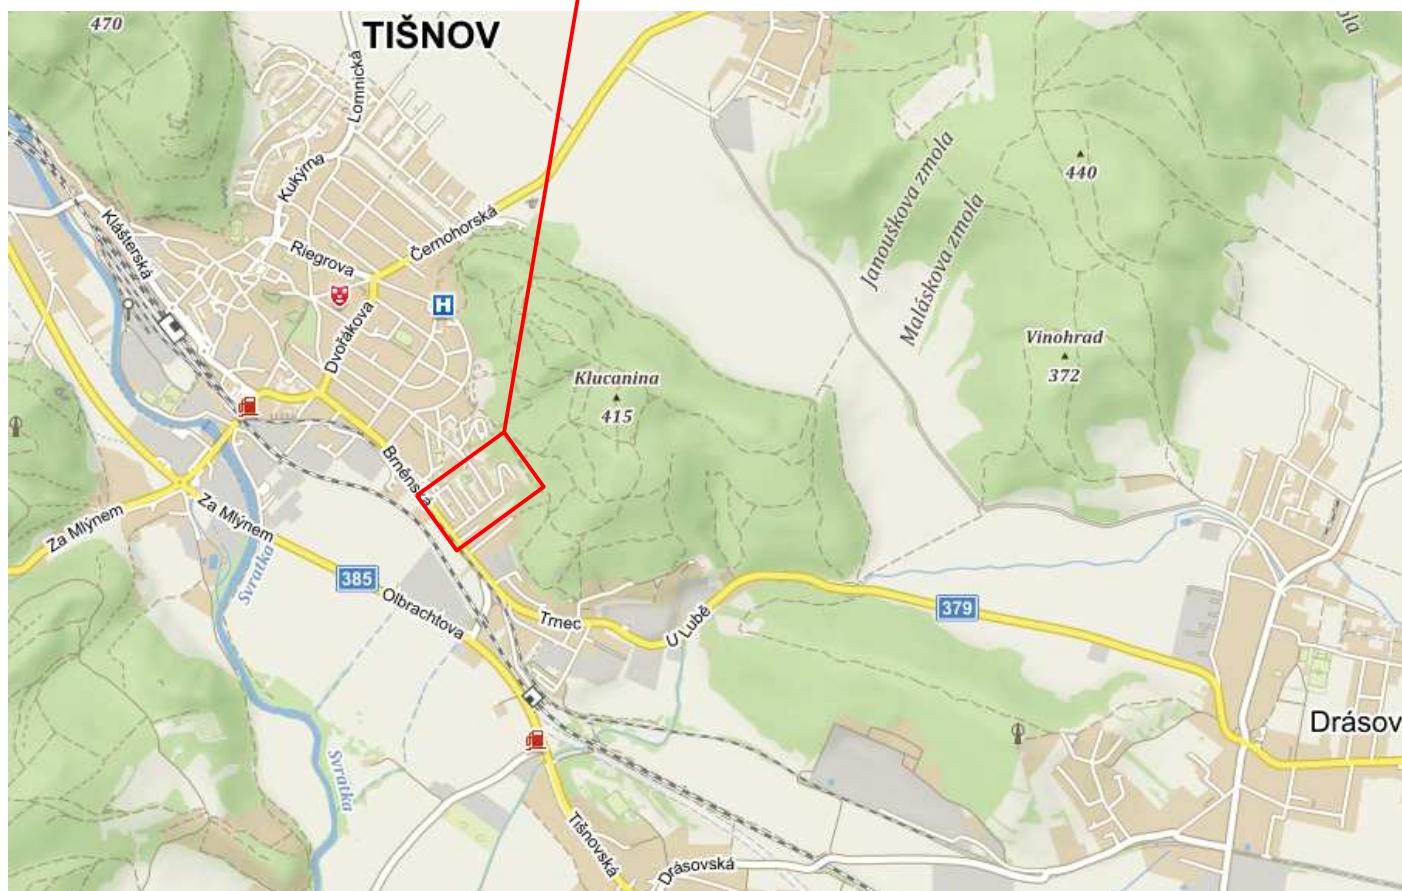 470
TIŠNOV
Lomnická
zmola
Kukýrna
Janouškova zmola
440
Klášterská
Černohorská
Riegrova
Maláskova zmola
H
Dvořákova
Vinohrad
372
Klucanina
415
Brněnská
Za Mlýnem
Za Mlýnem
Svratka
385
Olbrachtova
Trnec
U Lubě
379
Drásov
Svratka
Tišnovská
Drásovská